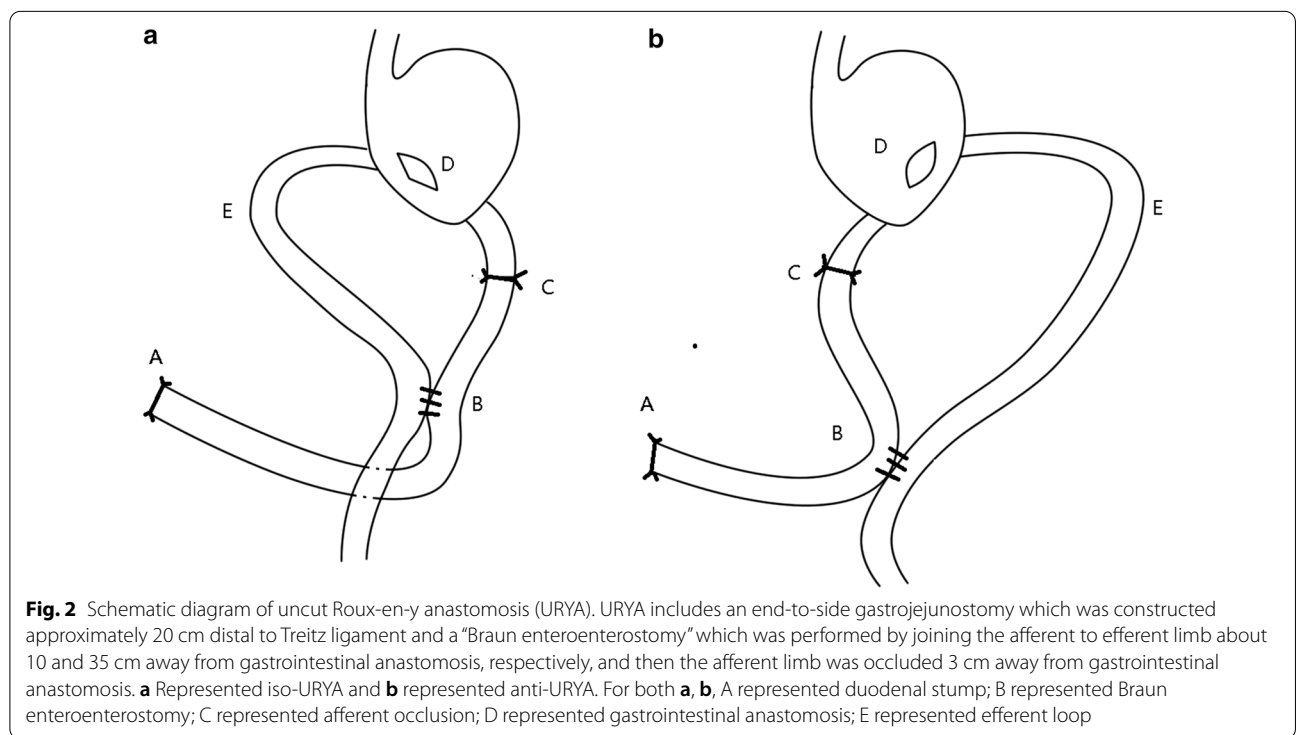 a
b
D
D
E
E
C
C
A
A
B
B
Fig. 2 Schematic diagram of uncut Roux-en-y anastomosis (URYA). URYA includes an end-to-side gastrojejunostomy which was constructed
approximately 20 cm distal to Treitz ligament and a “Braun enteroenterostomy” which was performed by joining the afferent to efferent limb about
10 and 35 cm away from gastrointestinal anastomosis, respectively, and then the afferent limb was occluded 3 cm away from gastrointestinal
anastomosis. a Represented iso-URYA and b represented anti-URYA. For both a, b, A represented duodenal stump; B represented Braun
enteroenterostomy; C represented afferent occlusion; D represented gastrointestinal anastomosis; E represented efferent loop